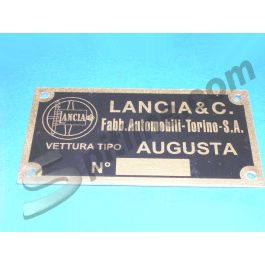 LANCIA
LANCIA & C.
Fabb. Automobili-Torino-S.A.
VETTURA TIPO AUGUSTA
N°